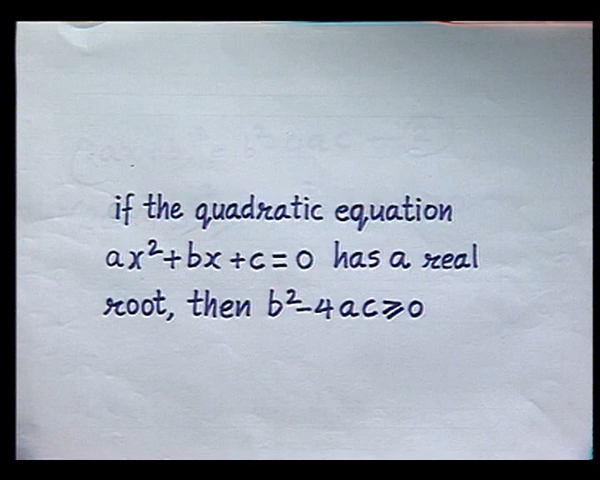 if the quadratic equation
ax²+bx+c=0 has a real
root, then b²-4ac⩾0